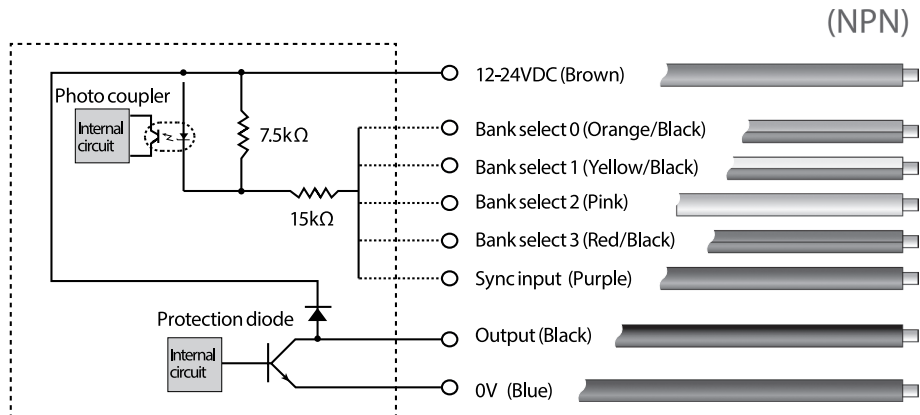 (NPN)
12-24VDC (Brown)
Photo coupler
Internal
circuit
7.5kΩ
Bank select 0 (Orange/Black)
Bank select 1 (Yellow/Black)
Bank select 2 (Pink)
15kΩ
Bank select 3 (Red/Black)
Sync input (Purple)
Protection diode
Output (Black)
Internal
circuit
0V (Blue)